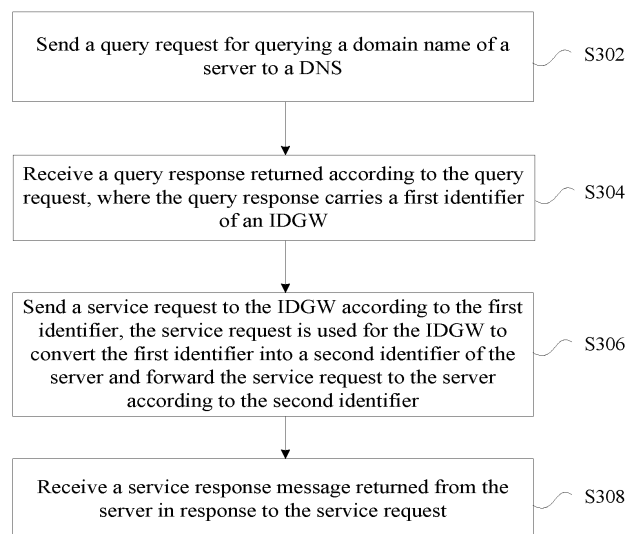 Send a query request for querying a domain name of a
server to a DNS
S302
Receive a query response returned according to the query
request, where the query response carries a first identifier
of an IDGW
S304
Send a service request to the IDGW according to the first
identifier, the service request is used for the IDGW to
convert the first identifier into a second identifier of the
server and forward the service request to the server
according to the second identifier
S306
Receive a service response message returned from the
server in response to the service request
S308